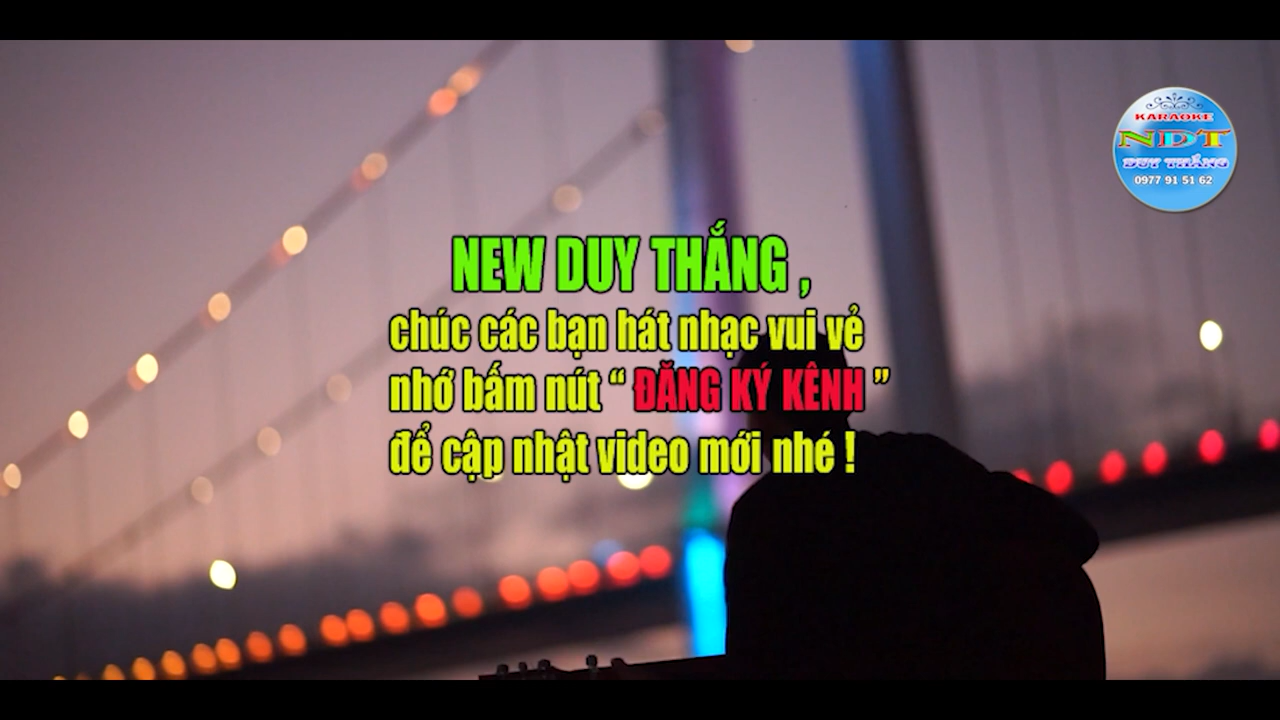 KARAOKE
NDT
DUY THẮNG
0977 91 51 62
NEW DUY THẮNG ,
chúc các bạn hát nhạc vui vẻ
nhớ bấm nút “ ĐĂNG KÝ KÊNH ”
để cập nhật video mới nhé !